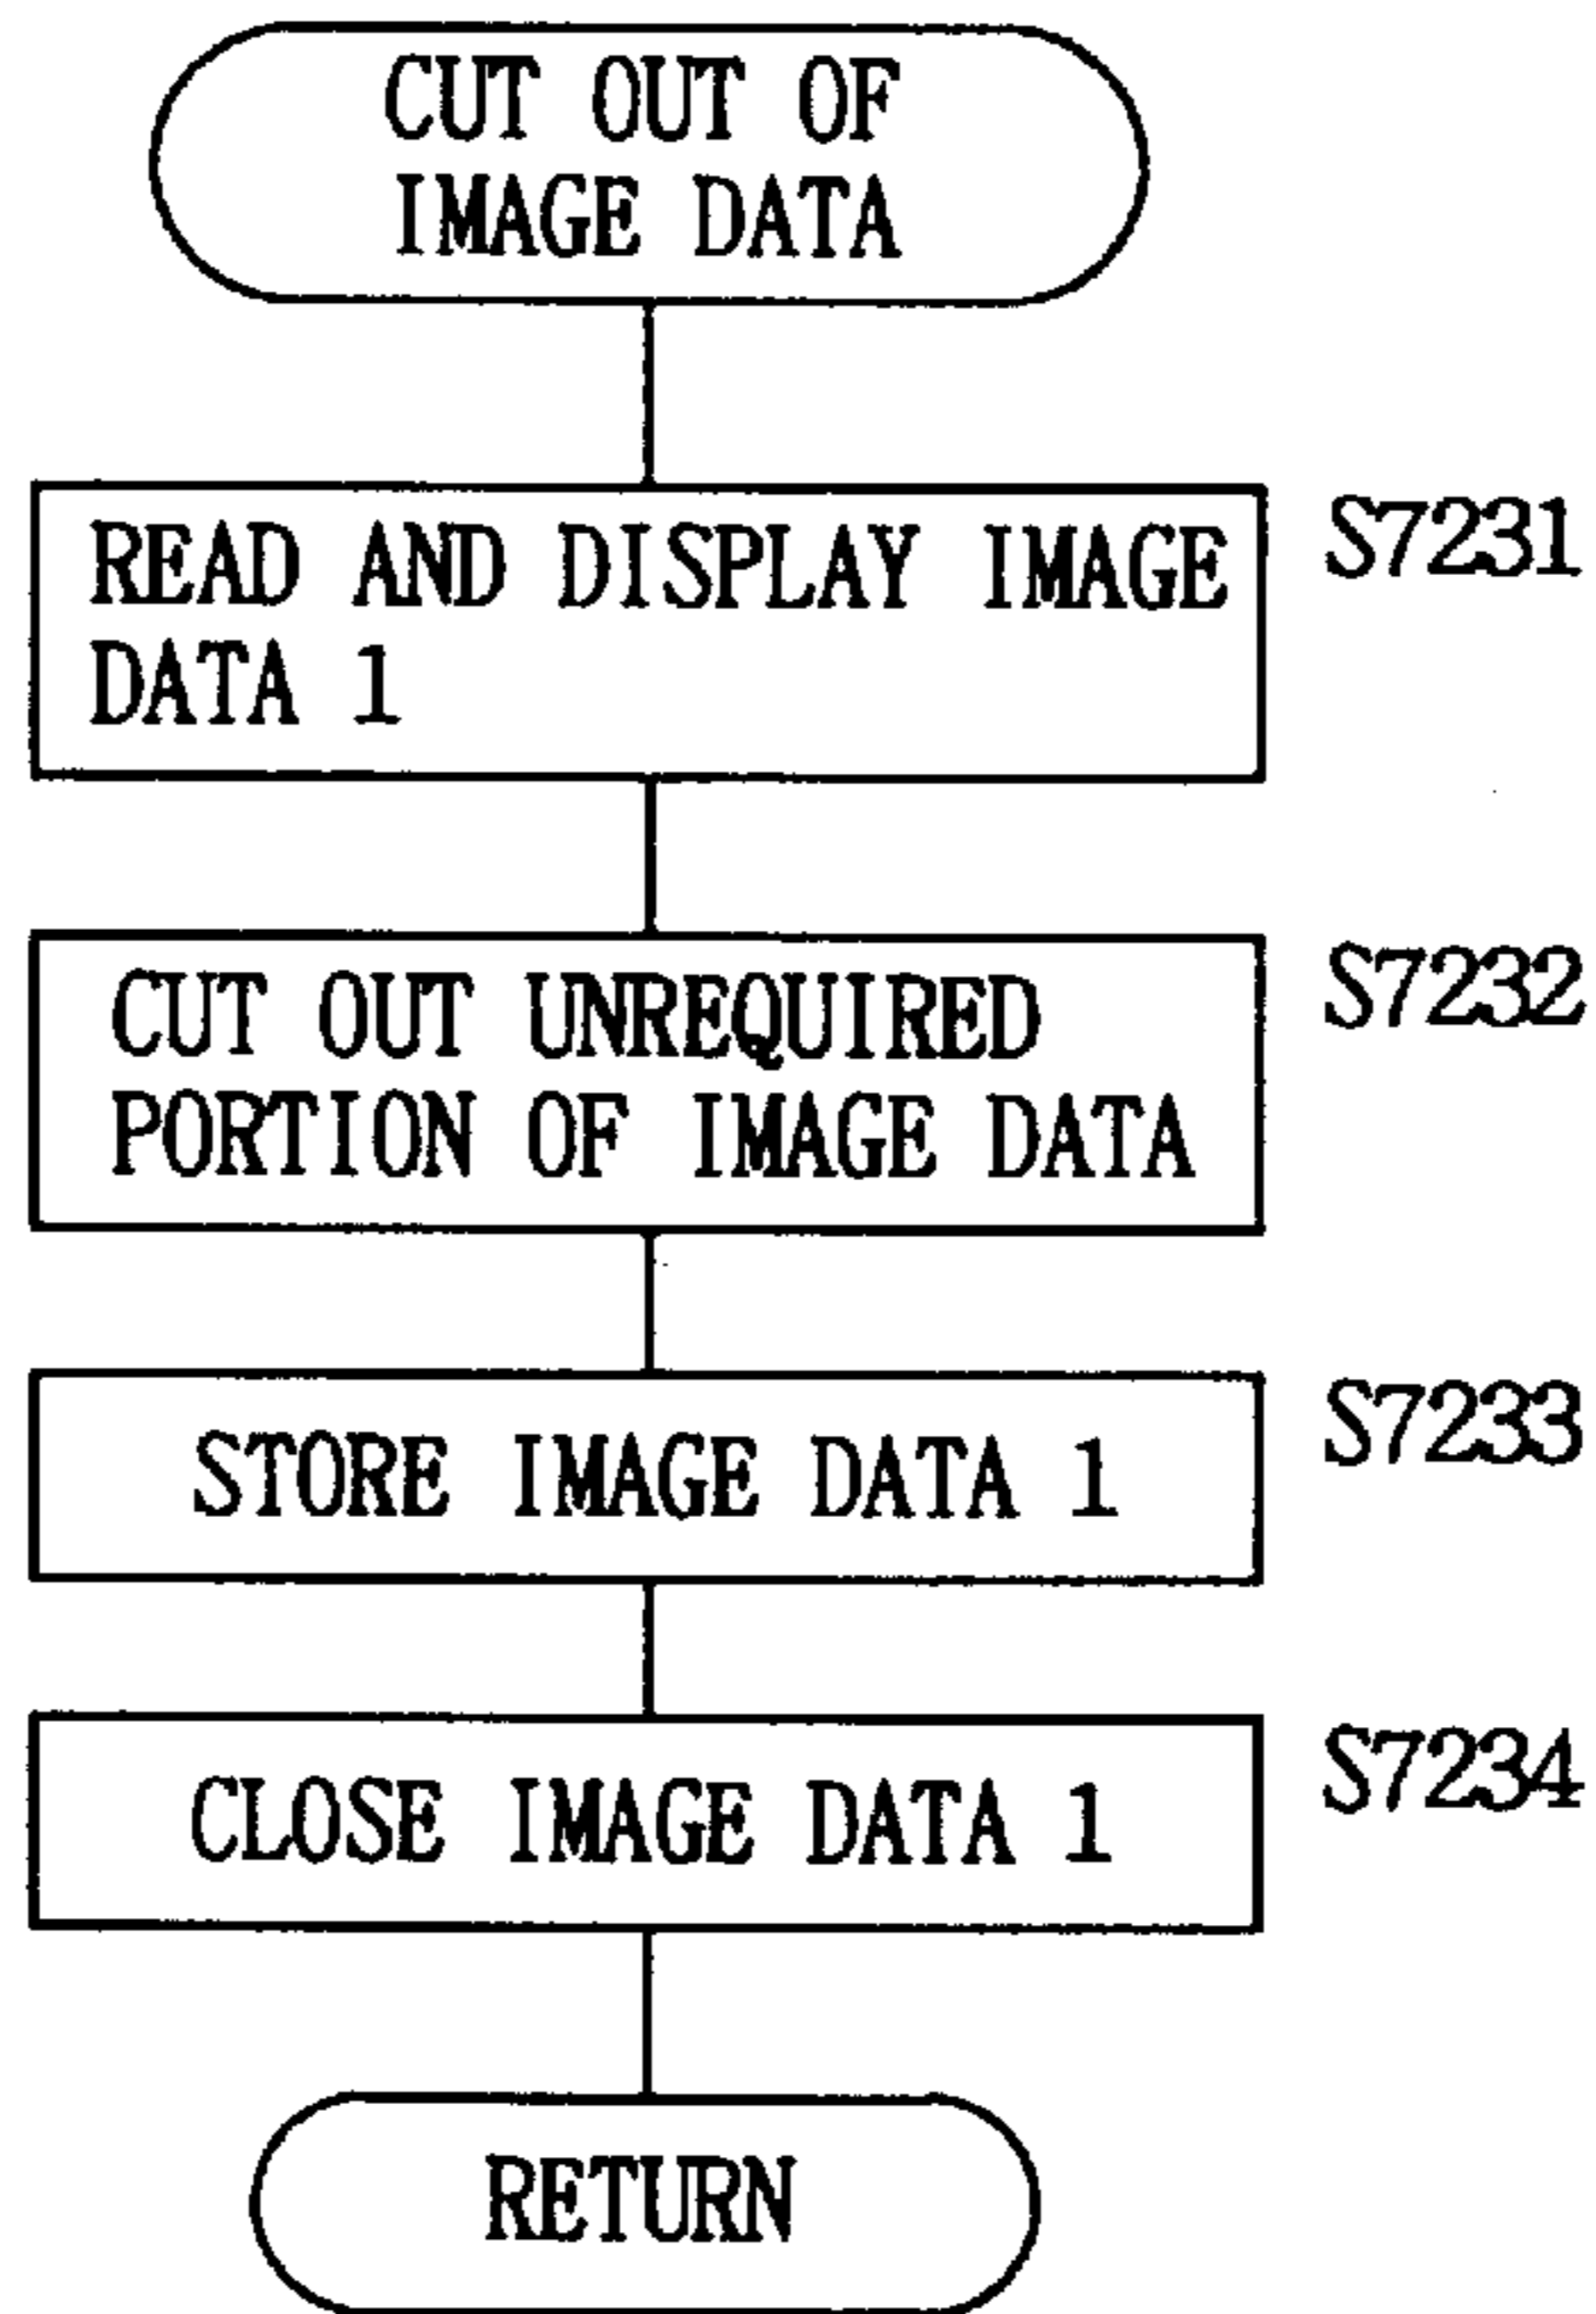 CUT OUT OF
IMAGE DATA
READ AND DISPLAY IMAGE
DATA 1
S7231
CUT OUT UNREQUIRED
PORTION OF IMAGE DATA
S7232
STORE IMAGE DATA 1
S7233
CLOSE IMAGE DATA 1
S7234
RETURN